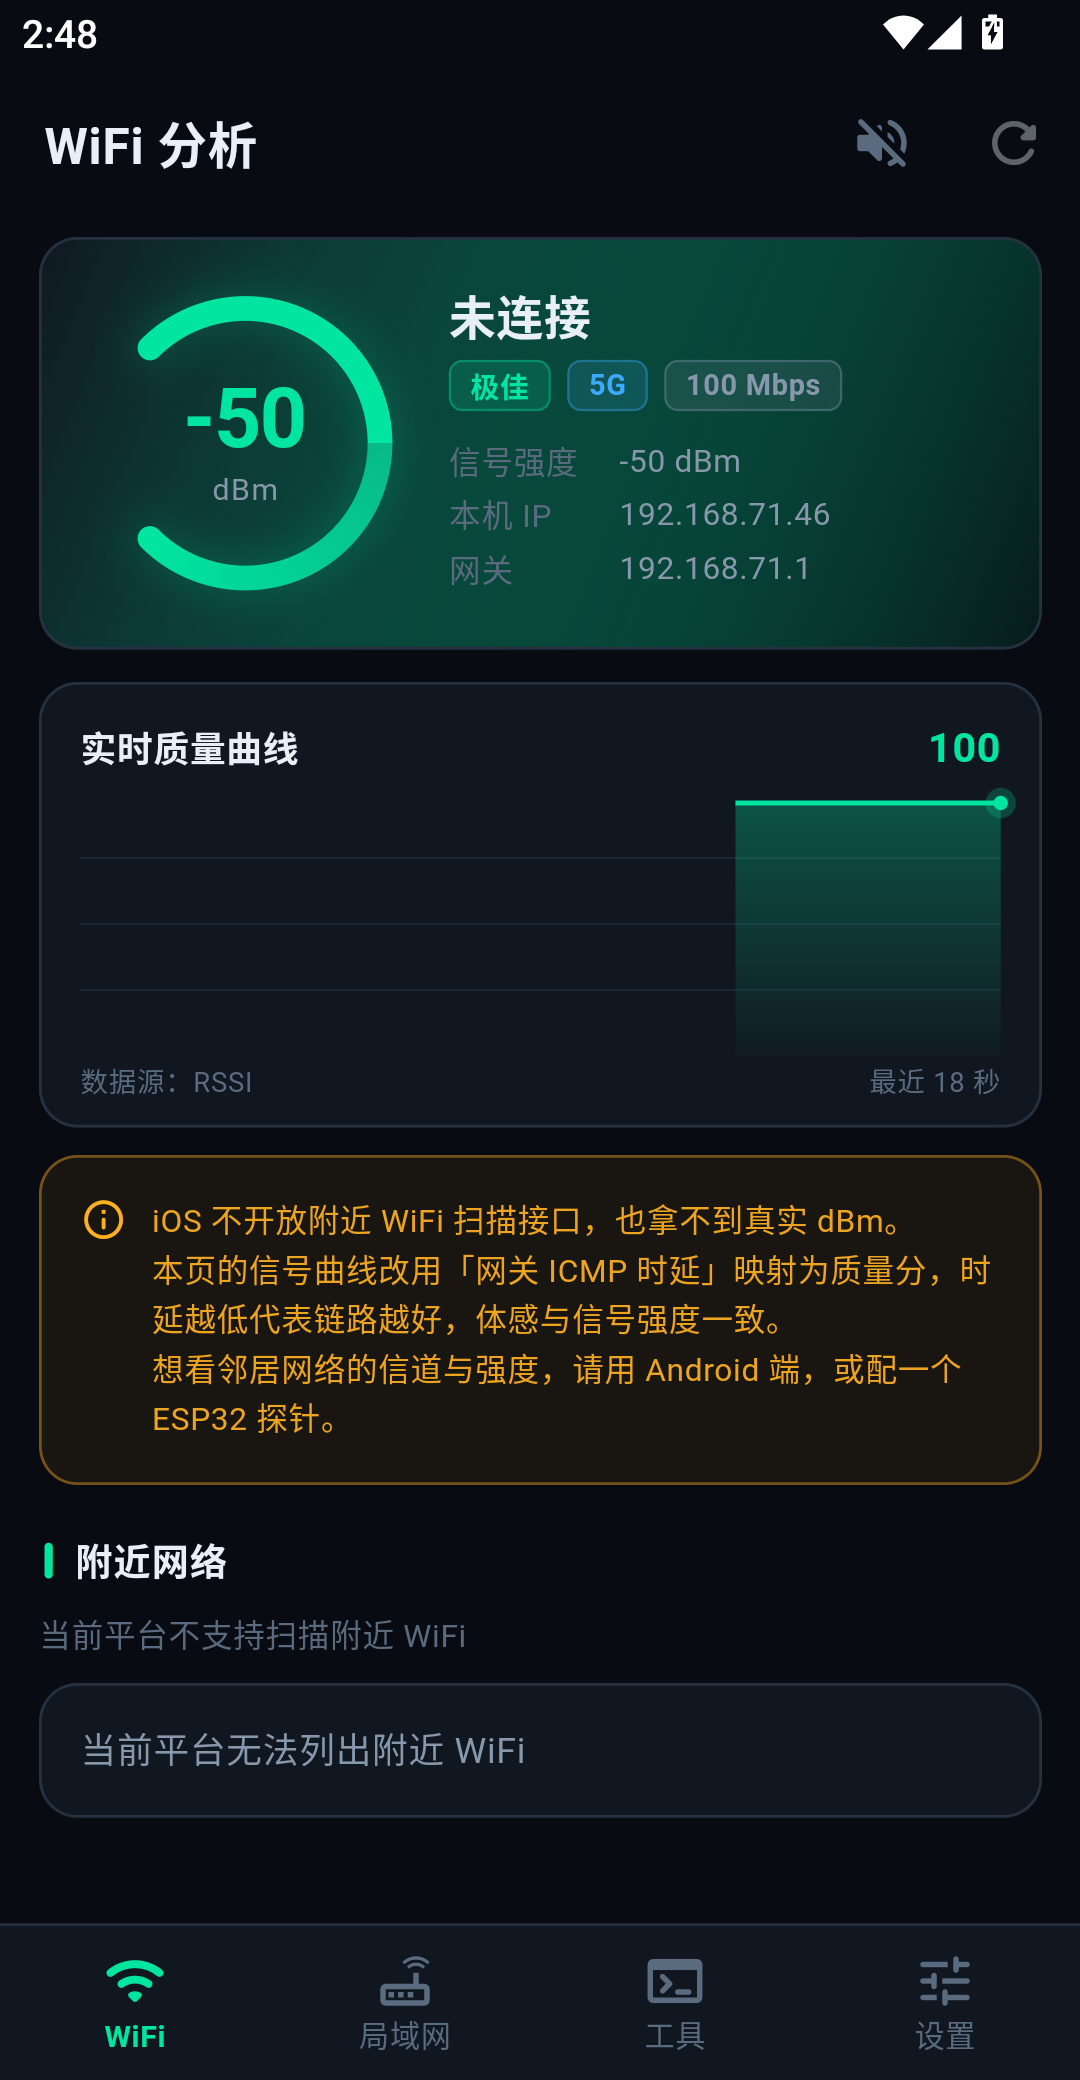 2:48
WiFi 分析
未连接
极佳 5G 100 Mbps
-50
dBm
信号强度 -50 dBm
本机 IP 192.168.71.46
网关 192.168.71.1
实时质量曲线 100
数据源：RSSI 最近 18 秒
iOS 不开放附近 WiFi 扫描接口，也拿不到真实 dBm。
本页的信号曲线改用「网关 ICMP 时延」映射为质量分，时
延越低代表链路越好，体感与信号强度一致。
想看邻居网络的信道与强度，请用 Android 端，或配一个
ESP32 探针。
附近网络
当前平台不支持扫描附近 WiFi
当前平台无法列出附近 WiFi
WiFi 局域网 工具 设置